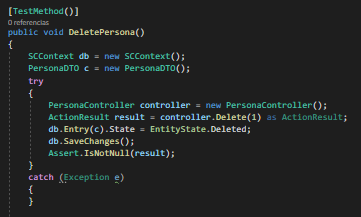 [TestMethod()]
0 referencias
public void DeletePersona()
{
SCContext db = new SCContext();
PersonaDTO c = new PersonaDTO();
try
{
PersonaController controller = new PersonaController();
ActionResult result = controller.Delete(1) as ActionResult;
db.Entry(c).State = EntityState.Deleted;
db.SaveChanges();
Assert.IsNotNull(result);
}
catch (Exception e)
{
}